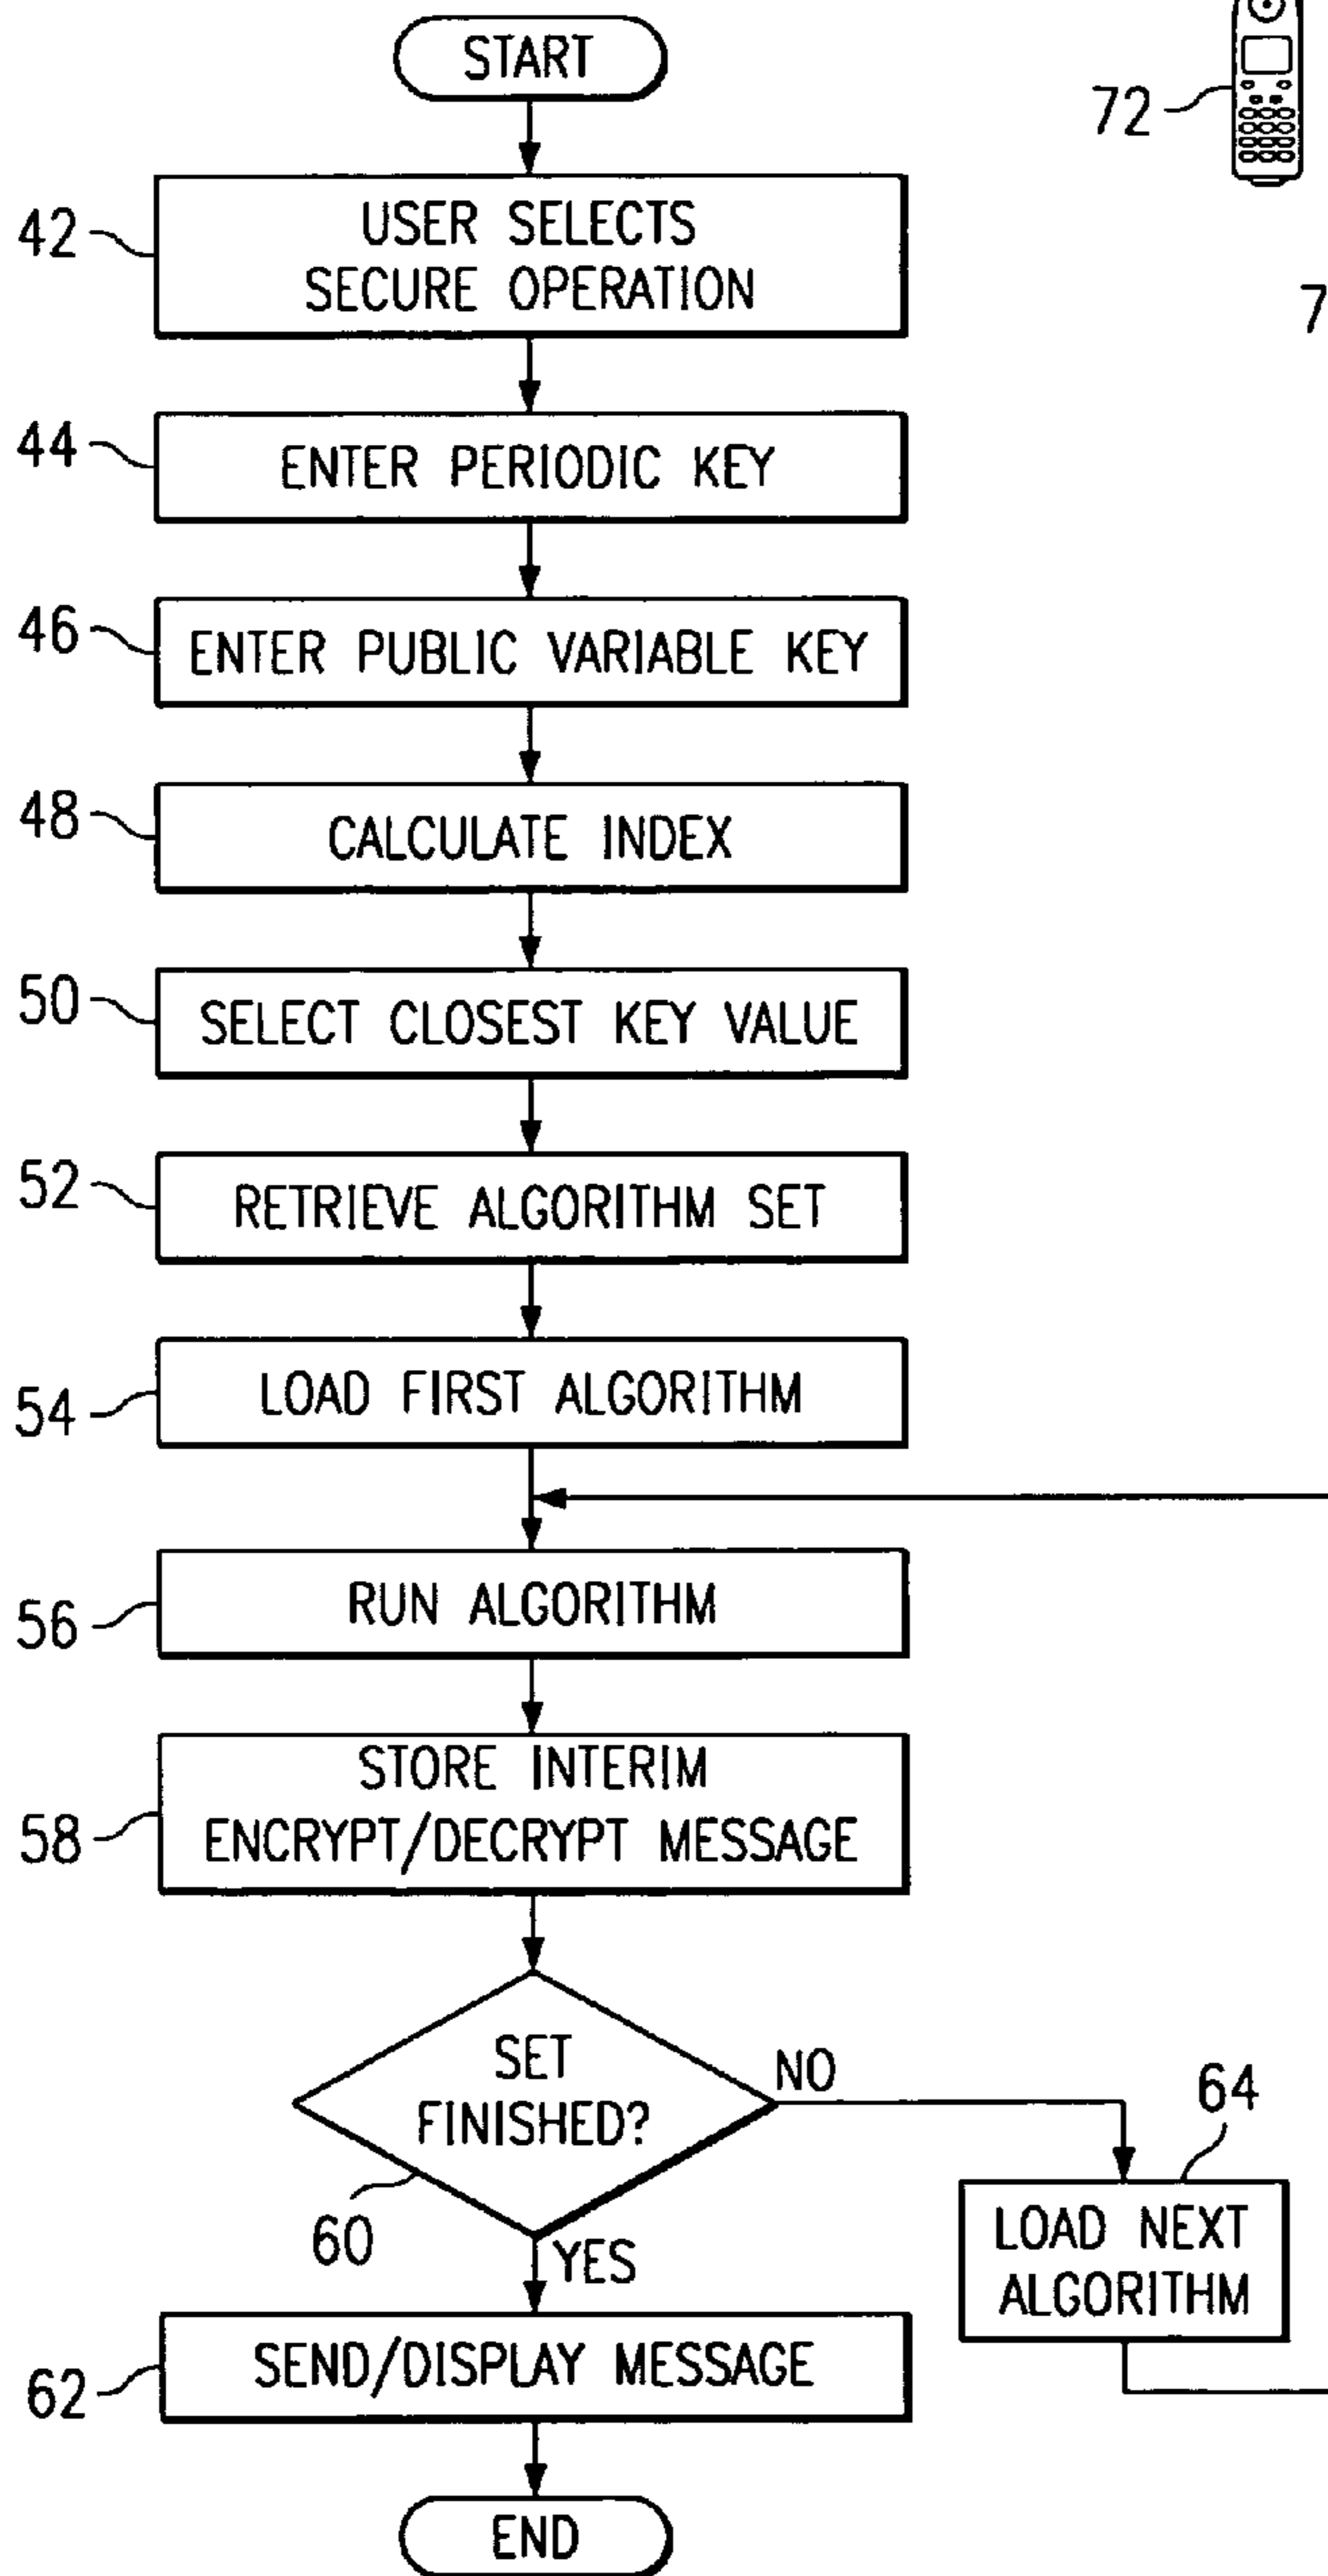 START
72
42
USER SELECTS
SECURE OPERATION
7
44
ENTER PERIODIC KEY
46
ENTER PUBLIC VARIABLE KEY
48
CALCULATE INDEX
50
SELECT CLOSEST KEY VALUE
52
RETRIEVE ALGORITHM SET
54
LOAD FIRST ALGORITHM
56
RUN ALGORITHM
58
STORE INTERIM
ENCRYPT/DECRYPT MESSAGE
SET
FINISHED?
NO
60
YES
64
LOAD NEXT
ALGORITHM
62
SEND/DISPLAY MESSAGE
END